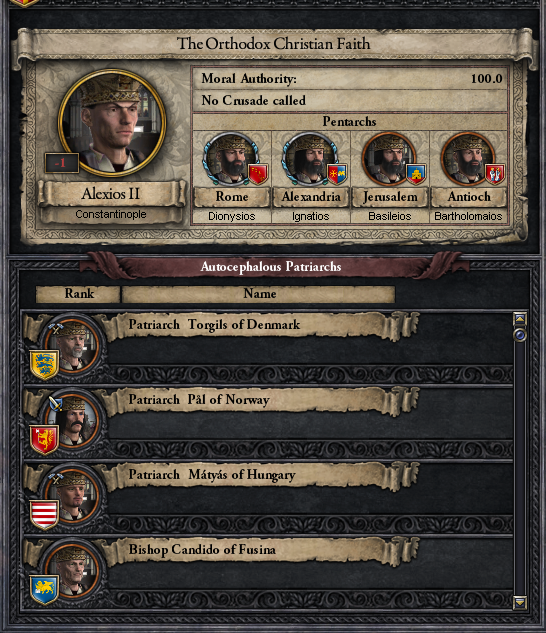 The Orthodox Christian Faith
Moral Authority: 100.0
No Crusade called
Pentarchs
-1
Alexios II
Constantinople
Rome Alexandria Jerusalem Antioch
Dionysios Ignatios Basileios Bartholomaios
Autocephalous Patriarchs
Rank Name
Patriarch Torgils of Denmark
Patriarch Pål of Norway
Patriarch Mátyás of Hungary
Bishop Candido of Fusina